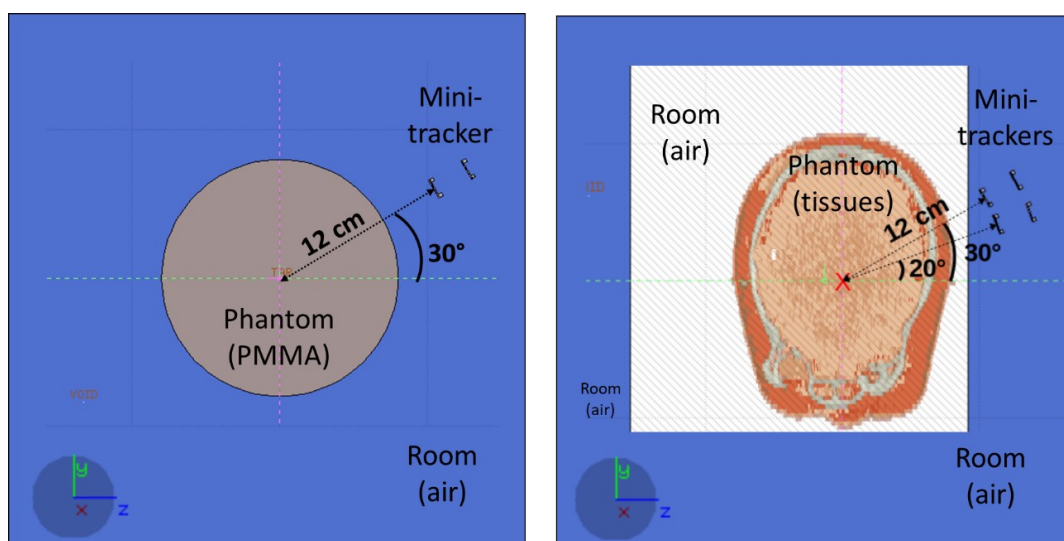 Mini-
tracker
12 cm
30°
TAR
Phantom
(PMMA)
VOID
Room
(air)
y
x
z
Room
(air)
Phantom
(tissues)
Mini-
trackers
12 cm
30°
20°
Room
(air)
Room
(air)
y
x
z